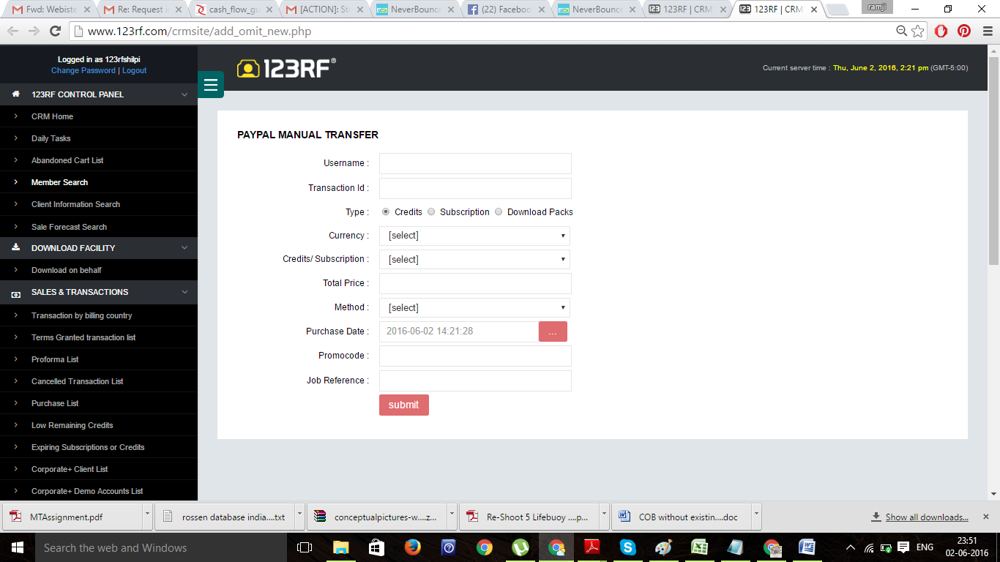 Fwd: Webiste
Re: Request i
cash_flow_gu
[ACTION]: Stu
NeverBounce
(22) Facebook
NeverBounce
123RF | CRM
123RF | CRM
ramji
www.123rf.com/crmsite/add_omit_new.php
Logged in as 123rfshilpi
Change Password | Logout
123RF®
Current server time : Thu, June 2, 2016, 2:21 pm (GMT-5:00)
123RF CONTROL PANEL
CRM Home
Daily Tasks
Abandoned Cart List
Member Search
Client Information Search
Sale Forecast Search
DOWNLOAD FACILITY
Download on behalf
SALES & TRANSACTIONS
Transaction by billing country
Terms Granted transaction list
Proforma List
Cancelled Transaction List
Purchase List
Low Remaining Credits
Expiring Subscriptions or Credits
Corporate+ Client List
Corporate+ Demo Accounts List
PAYPAL MANUAL TRANSFER
Username :
Transaction Id :
Type : Credits Subscription Download Packs
Currency : [select]
Credits/ Subscription : [select]
Total Price :
Method : [select]
Purchase Date : 2016-06-02 14:21:28 ...
Promocode :
Job Reference :
submit
MTAssignment.pdf
rossen database india....txt
conceptualpictures-w....z...
Re-Shoot 5 Lifebuoy ....p...
COB without existin....doc
Show all downloads...
Search the web and Windows
ENG
23:51
02-06-2016